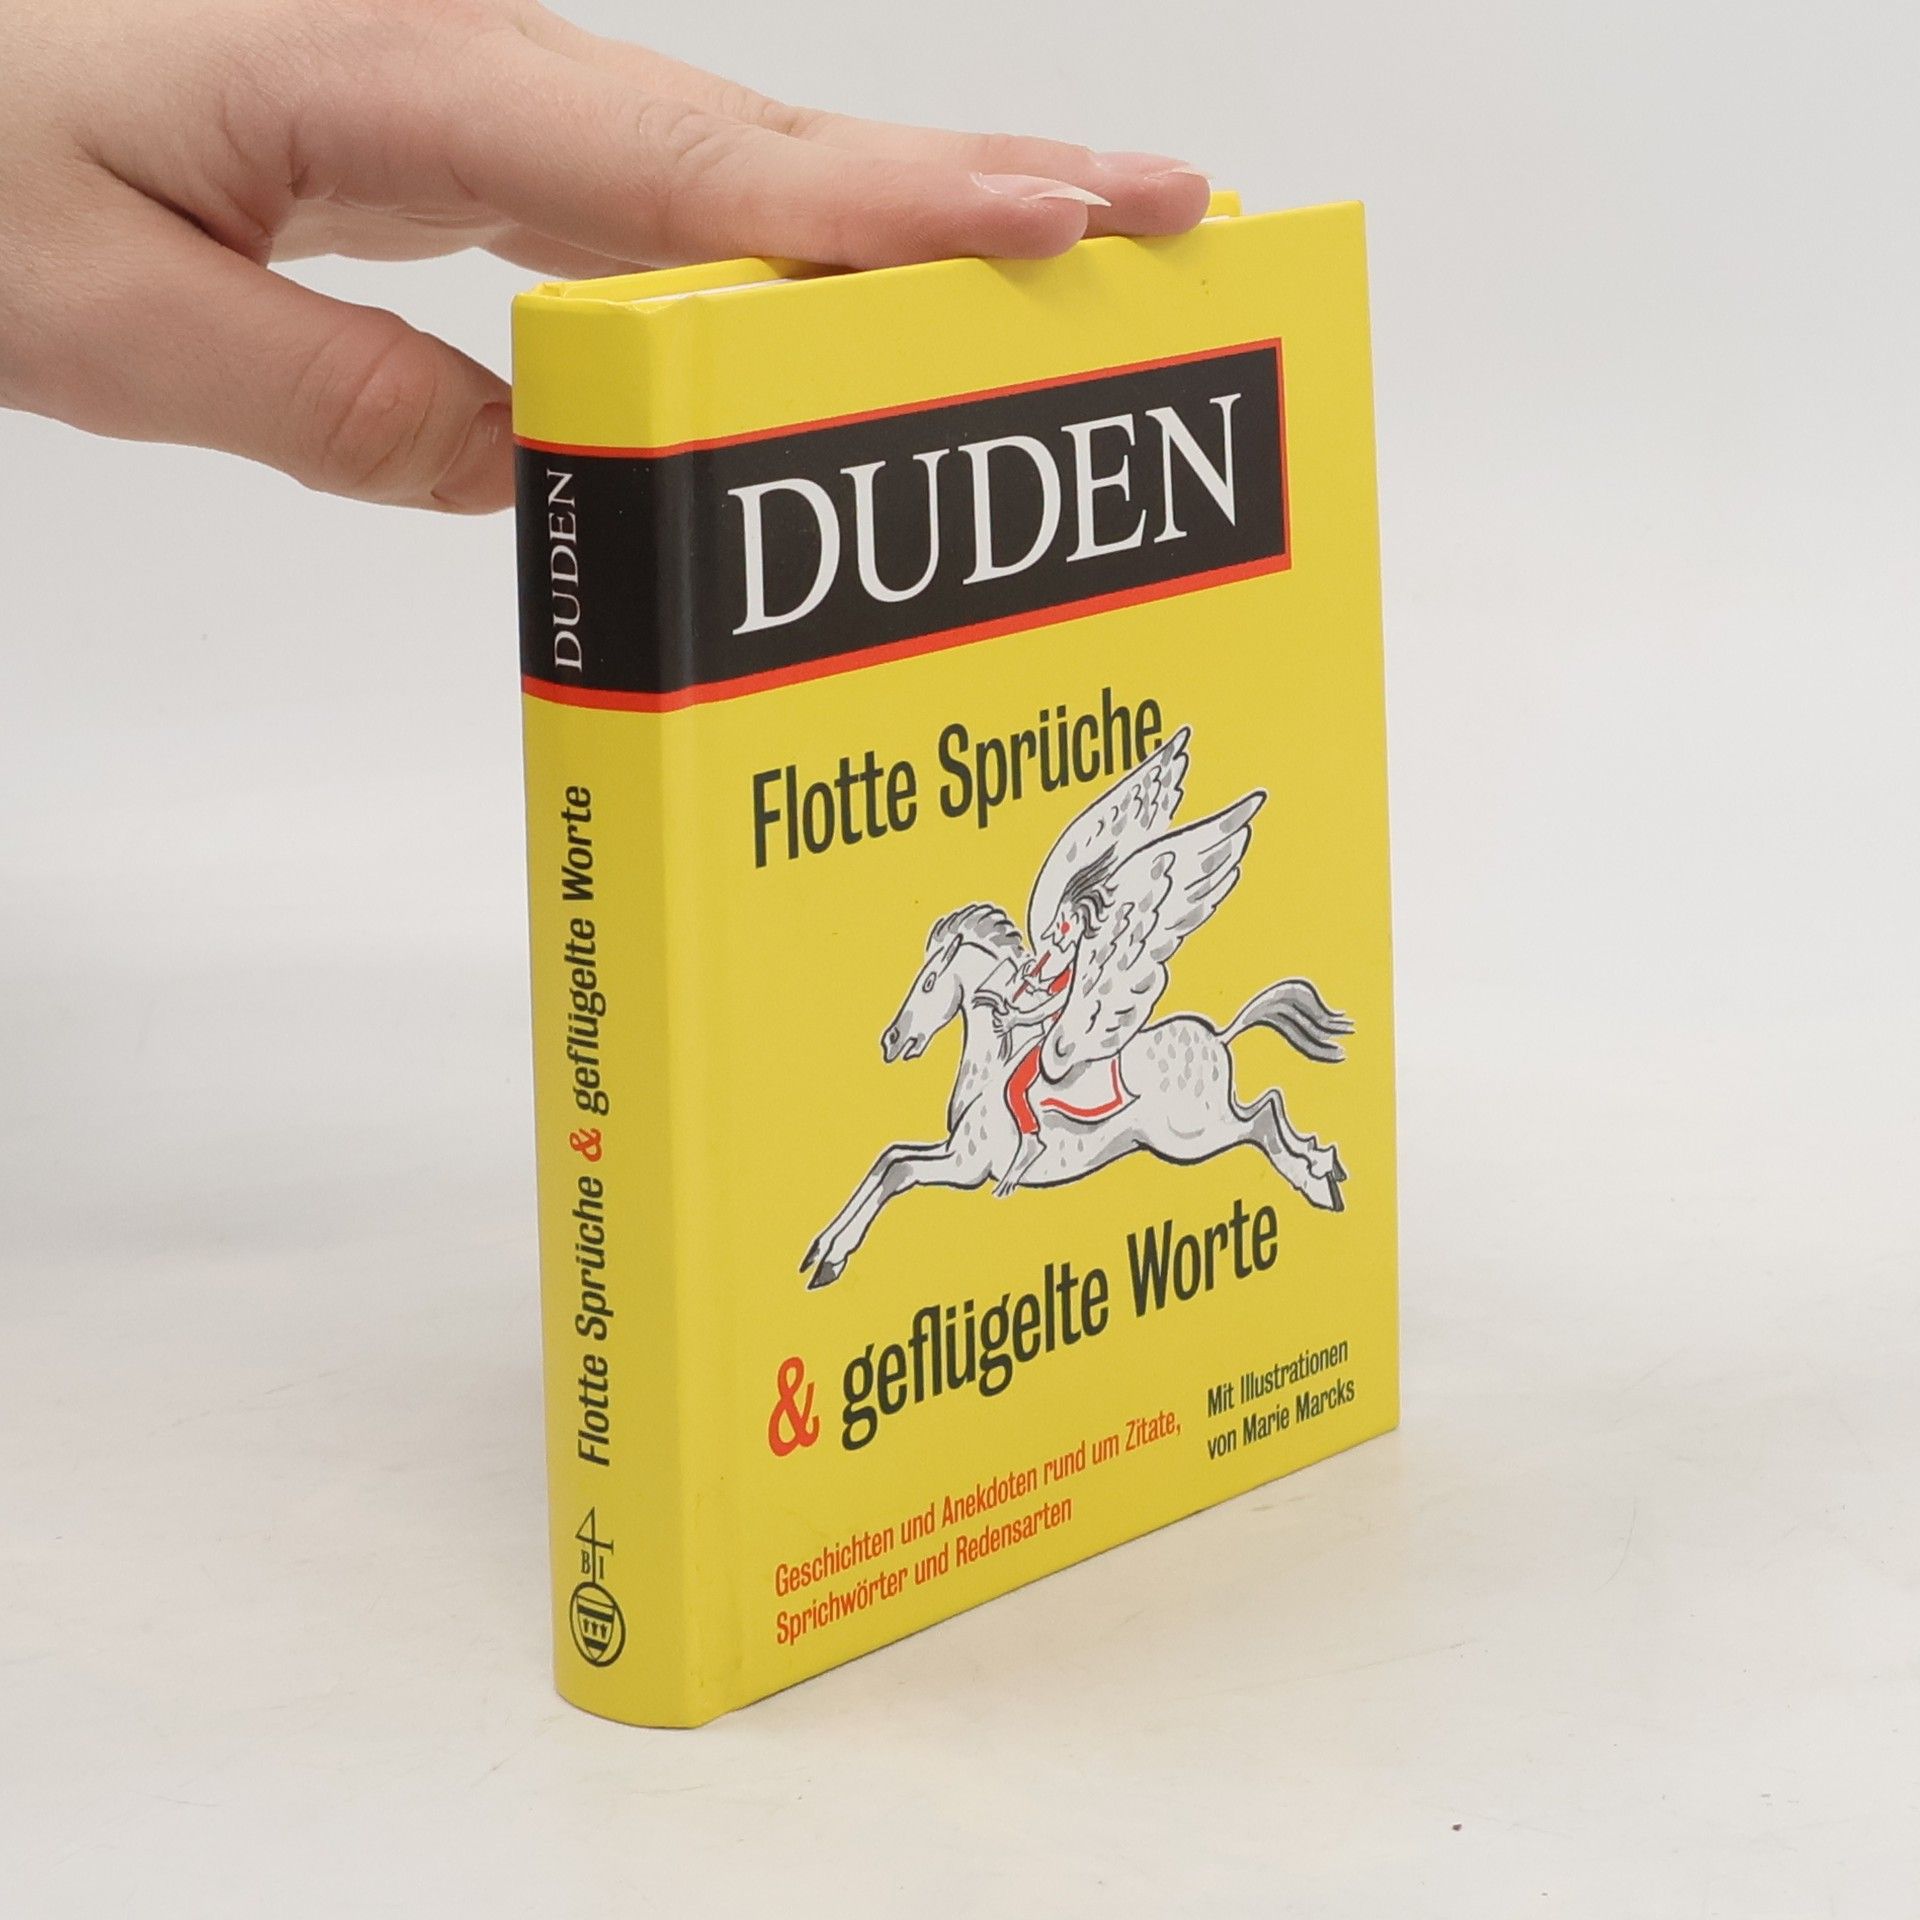 DUDEN
Flotte Sprüche & geflügelte Worte
BI
DUDEN
Flotte Sprüche
& geflügelte Worte
Mit Illustrationen
von Marie Marcks
Geschichten und Anekdoten rund um Zitate,
Sprichwörter und Redensarten